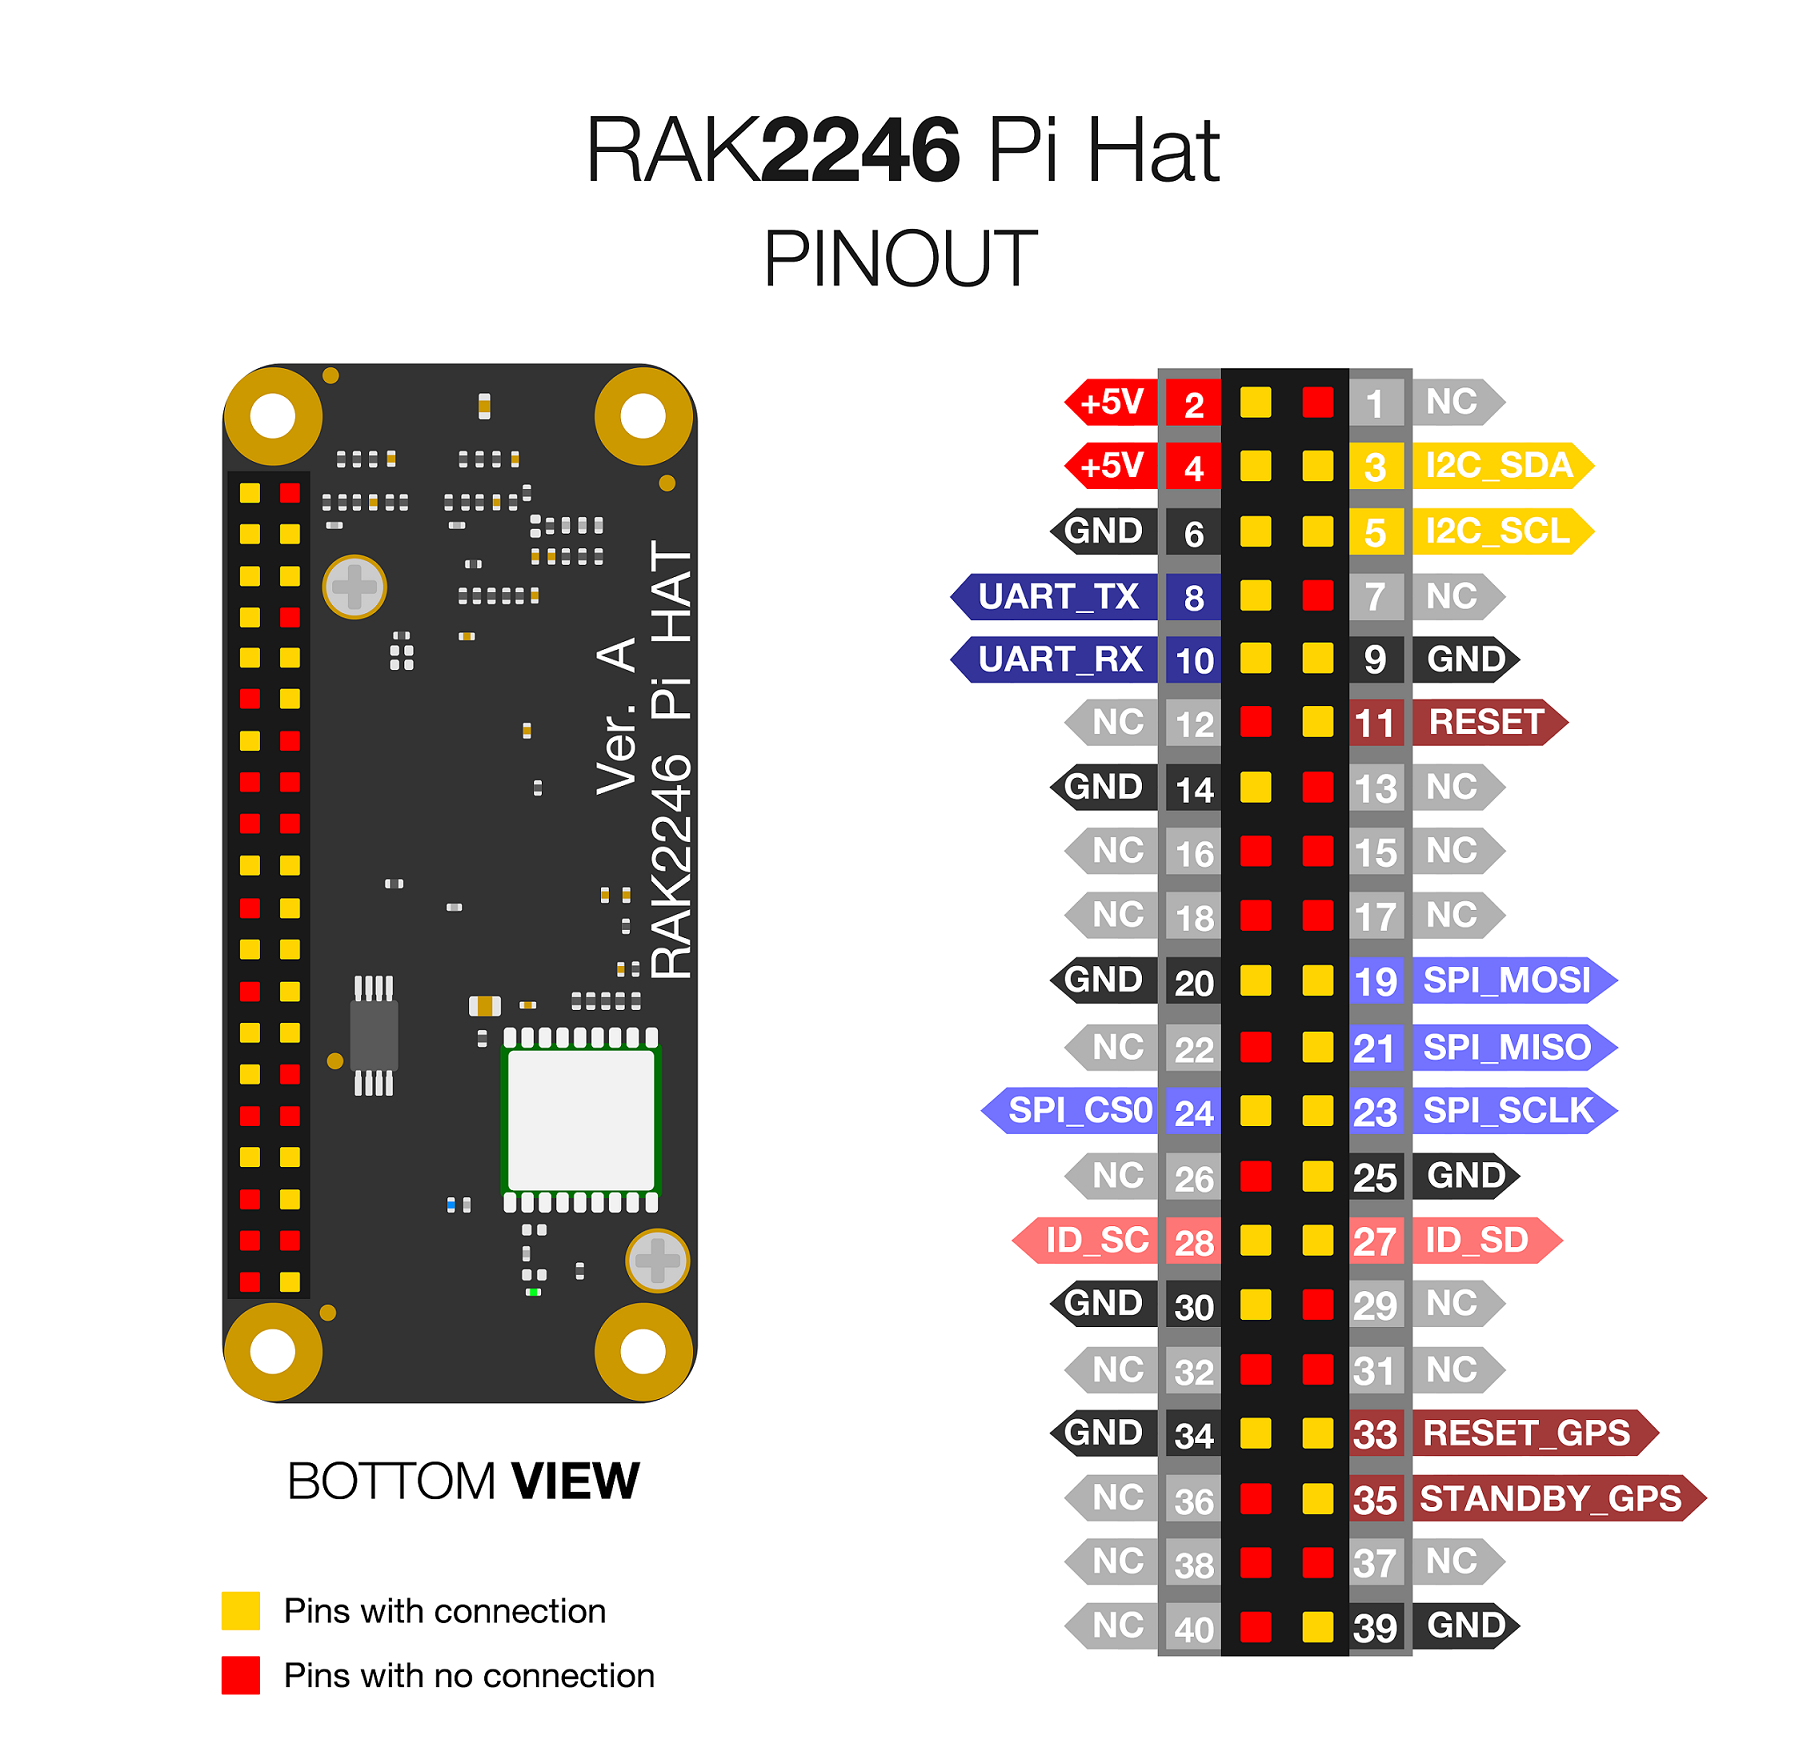 RAK2246 Pi Hat
PINOUT
Ver. A
RAK2246 Pi HAT
BOTTOM VIEW
Pins with connection
Pins with no connection
+5V 2 1 NC
+5V 4 3 I2C_SDA
GND 6 5 I2C_SCL
UART_TX 8 7 NC
UART_RX 10 9 GND
NC 12 11 RESET
GND 14 13 NC
NC 16 15 NC
NC 18 17 NC
GND 20 19 SPI_MOSI
NC 22 21 SPI_MISO
SPI_CS0 24 23 SPI_SCLK
NC 26 25 GND
ID_SC 28 27 ID_SD
GND 30 29 NC
NC 32 31 NC
GND 34 33 RESET_GPS
NC 36 35 STANDBY_GPS
NC 38 37 NC
NC 40 39 GND